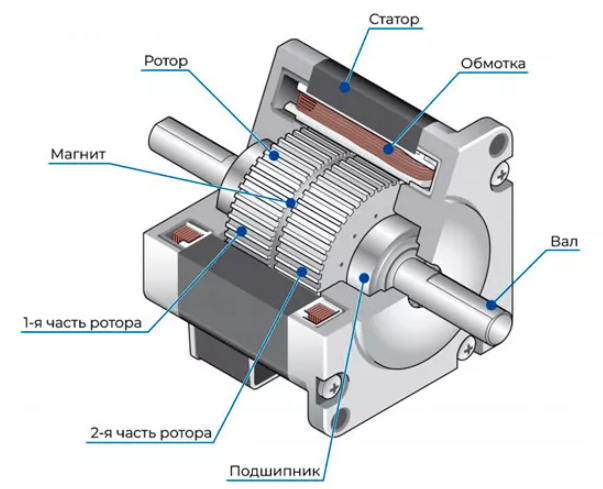 Статор
Ротор
Обмотка
Магнит
Вал
1-я часть ротора
2-я часть ротора
Подшипник